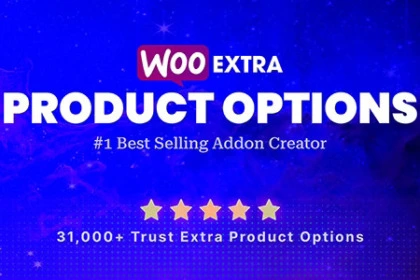 WOO EXTRA
PRODUCT OPTIONS
#1 Best Selling Addon Creator
31,000+ Trust Extra Product Options